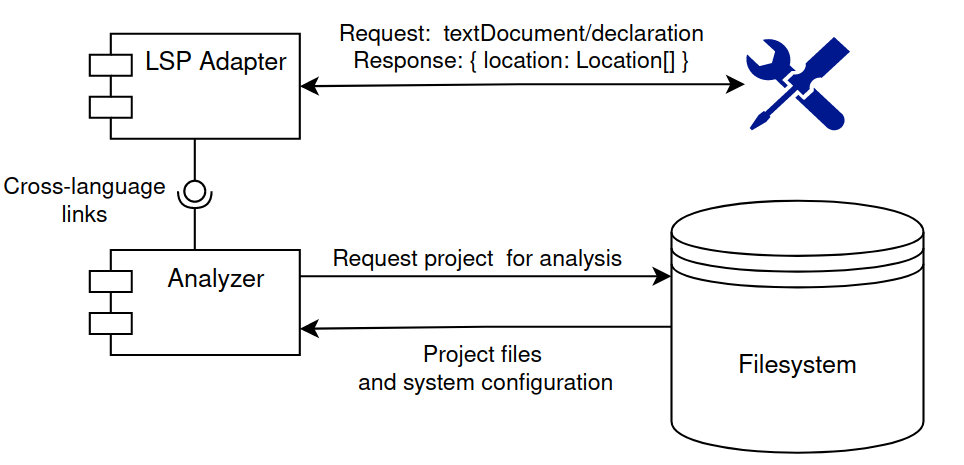 Request: textDocument/declaration
Response: { location: Location[] }
LSP Adapter
Cross-language
links
Analyzer
Request project for analysis
Project files
and system configuration
Filesystem